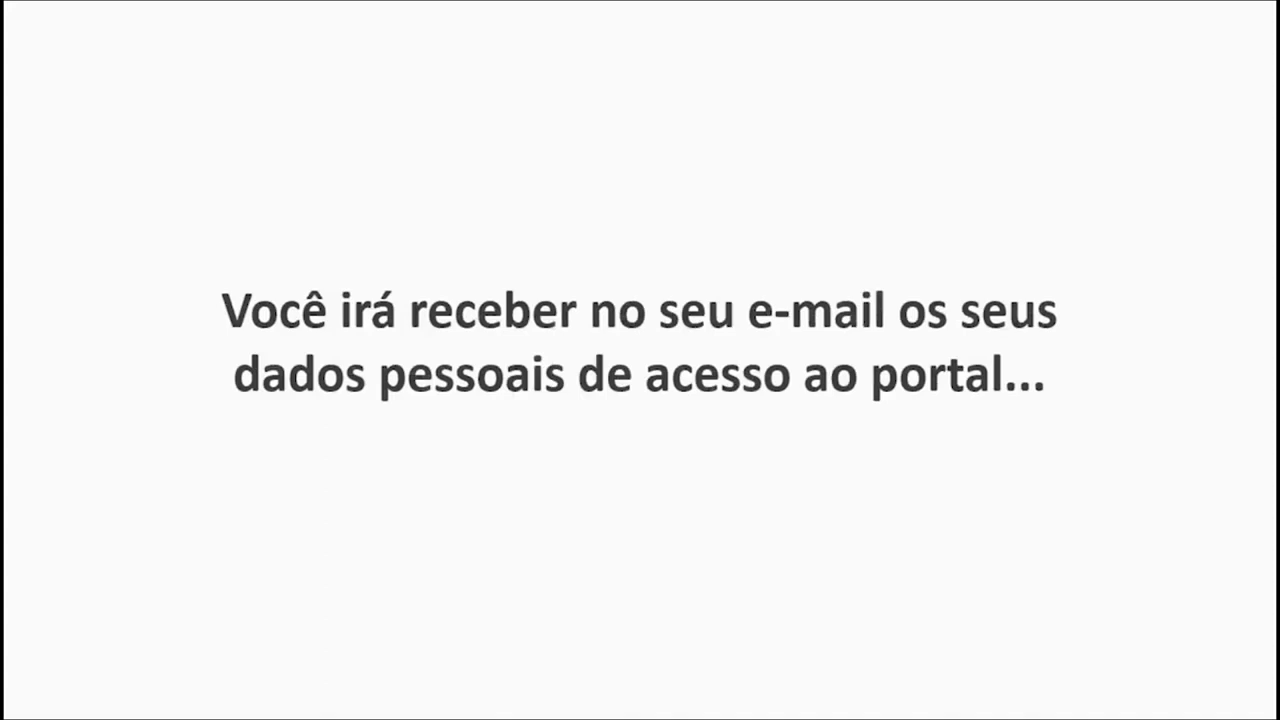 Você irá receber no seu e-mail os seus
dados pessoais de acesso ao portal...